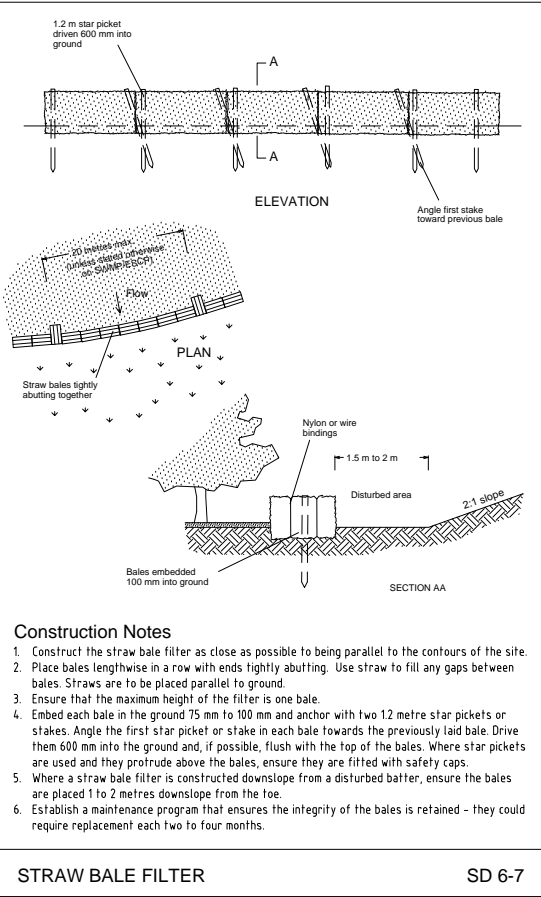 1.2 m star picket
driven 600 mm into
ground
A
A
ELEVATION
Angle first stake
toward previous bale
20 metres max.
(unless stated otherwise
on SWMP/ESCP)
Flow
PLAN
Straw bales tightly
abutting together
Nylon or wire
bindings
1.5 m to 2 m
Disturbed area
2:1 slope
Bales embedded
100 mm into ground
SECTION AA
Construction Notes
1. Construct the straw bale filter as close as possible to being parallel to the contours of the site.
2. Place bales lengthwise in a row with ends tightly abutting. Use straw to fill any gaps between
bales. Straws are to be placed parallel to ground.
3. Ensure that the maximum height of the filter is one bale.
4. Embed each bale in the ground 75 mm to 100 mm and anchor with two 1.2 metre star pickets or
stakes. Angle the first star picket or stake in each bale towards the previously laid bale. Drive
them 600 mm into the ground and, if possible, flush with the top of the bales. Where star pickets
are used and they protrude above the bales, ensure they are fitted with safety caps.
5. Where a straw bale filter is constructed downslope from a disturbed batter, ensure the bales
are placed 1 to 2 metres downslope from the toe.
6. Establish a maintenance program that ensures the integrity of the bales is retained - they could
require replacement each two to four months.
STRAW BALE FILTER SD 6-7